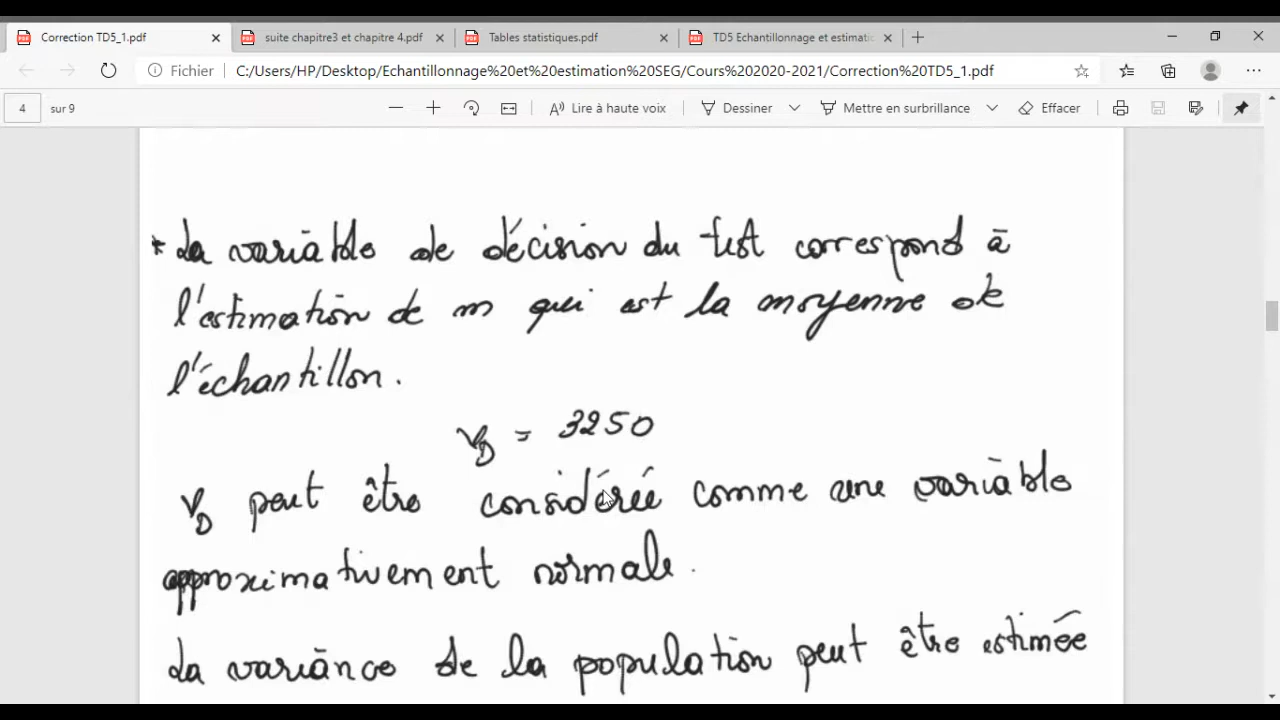 Correction TD5_1.pdf
suite chapitre3 et chapitre 4.pdf
Tables statistiques.pdf
TD5 Echantillonnage et estimatic
Fichier
C:/Users/HP/Desktop/Echantillonnage%20et%20estimation%20SEG/Cours%202020-2021/Correction%20TD5_1.pdf
4 sur 9
Lire à haute voix
Dessiner
Mettre en surbrillance
Effacer
* La variable de décision du test correspond à
l'estimation de m qui est la moyenne de
l'échantillon.
VD = 3250
VD peut être considérée comme une variable
approximativement normale.
La variance de la population peut être estimée